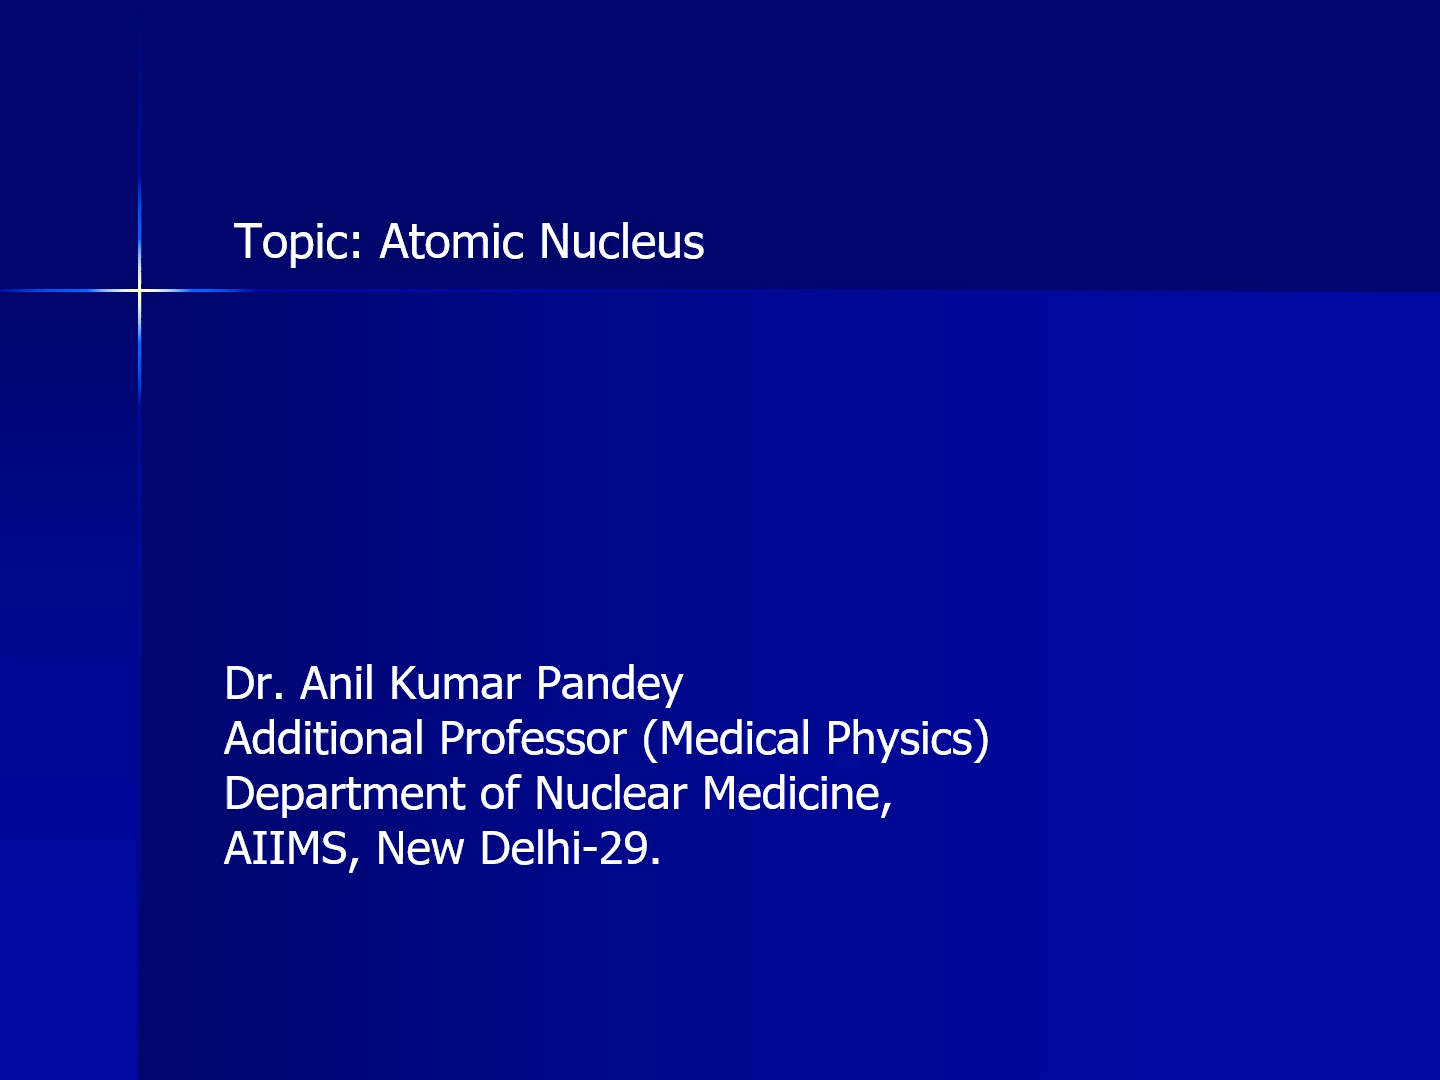 Topic: Atomic Nucleus
Dr. Anil Kumar Pandey
Additional Professor (Medical Physics)
Department of Nuclear Medicine,
AIIMS, New Delhi-29.